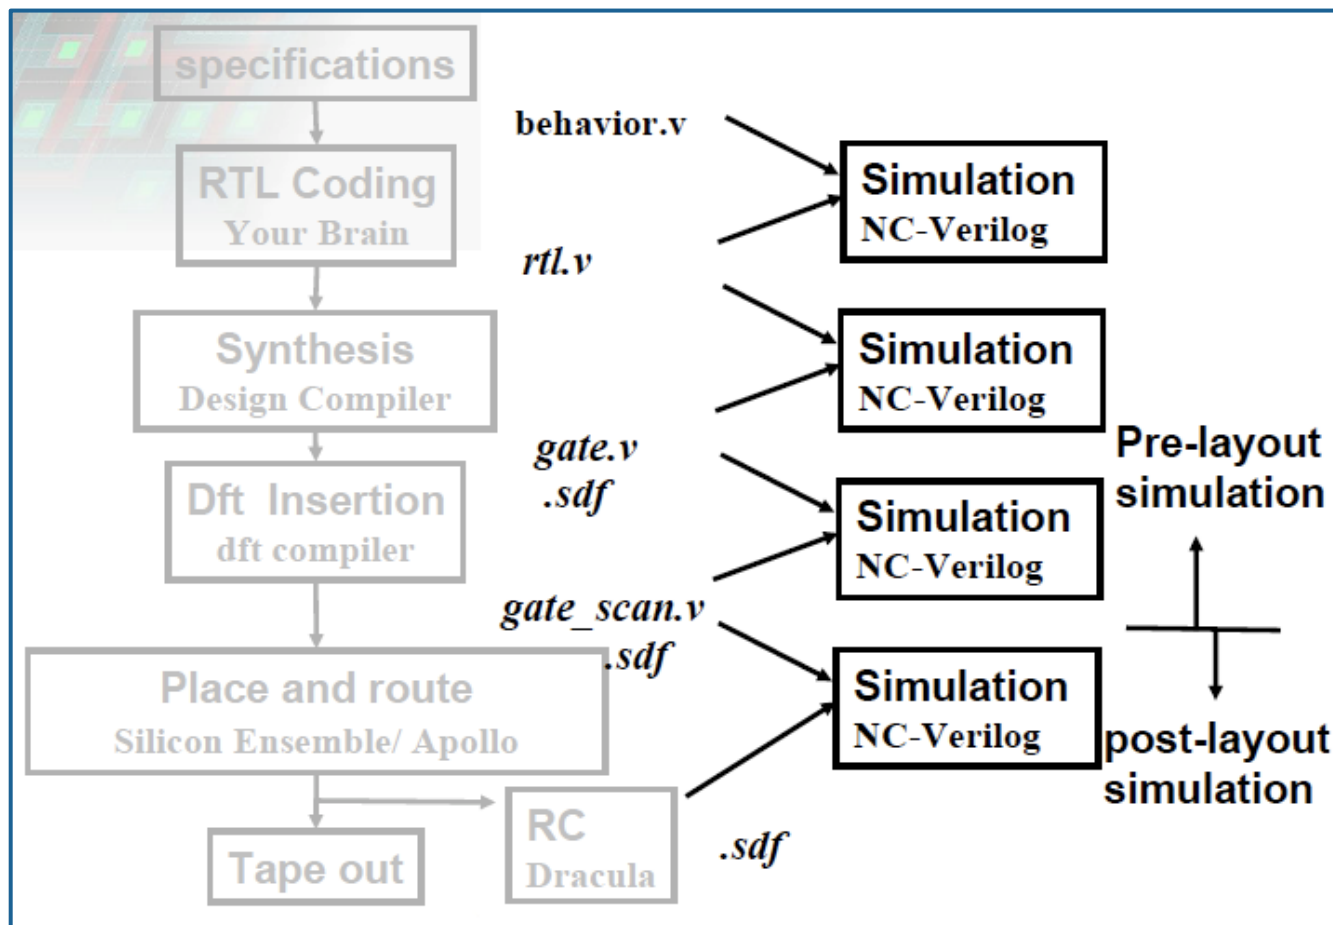 specifications
RTL Coding
Your Brain
Synthesis
Design Compiler
Dft Insertion
dft compiler
Place and route
Silicon Ensemble/ Apollo
Tape out
RC
Dracula
behavior.v
rtl.v
gate.v
.sdf
gate_scan.v
.sdf
.sdf
Simulation
NC-Verilog
Simulation
NC-Verilog
Simulation
NC-Verilog
Simulation
NC-Verilog
Pre-layout
simulation
post-layout
simulation